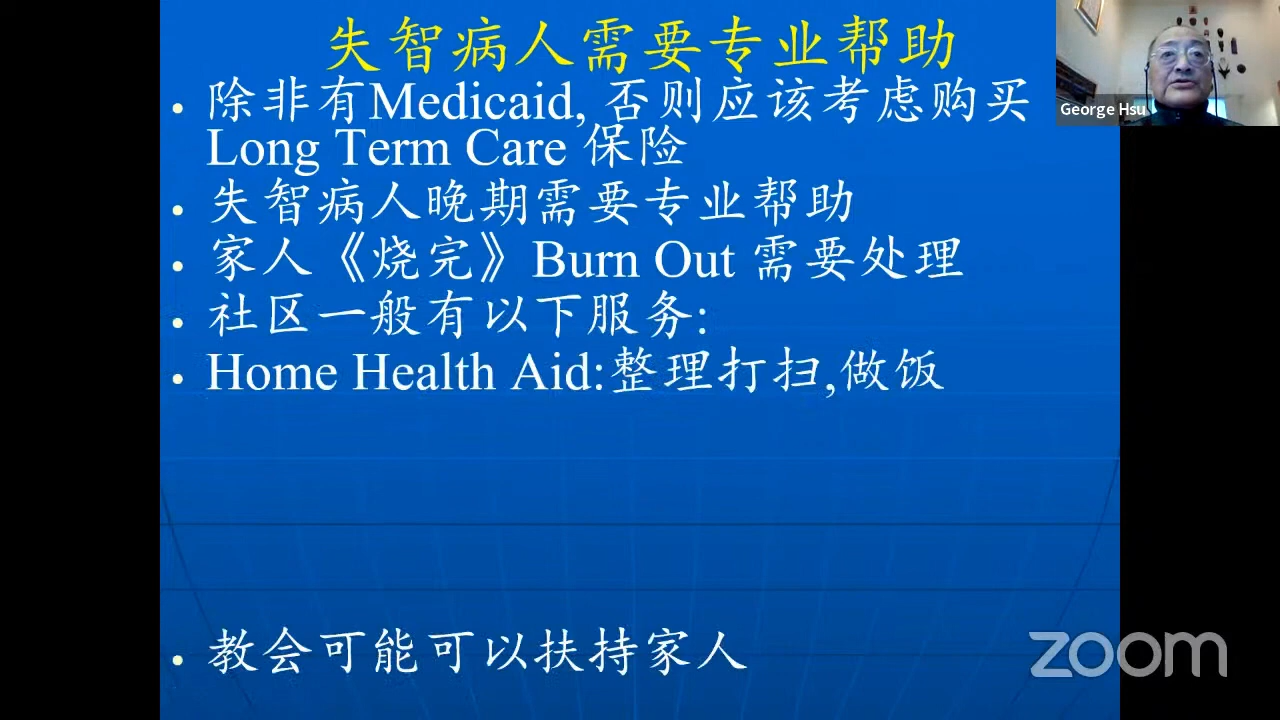 失智病人需要专业帮助
• 除非有Medicaid, 否则应该考虑购买
Long Term Care 保险
• 失智病人晚期需要专业帮助
• 家人《烧完》Burn Out 需要处理
• 社区一般有以下服务:
• Home Health Aid:整理打扫,做饭
• 教会可能可以扶持家人
George Hsu
zoom